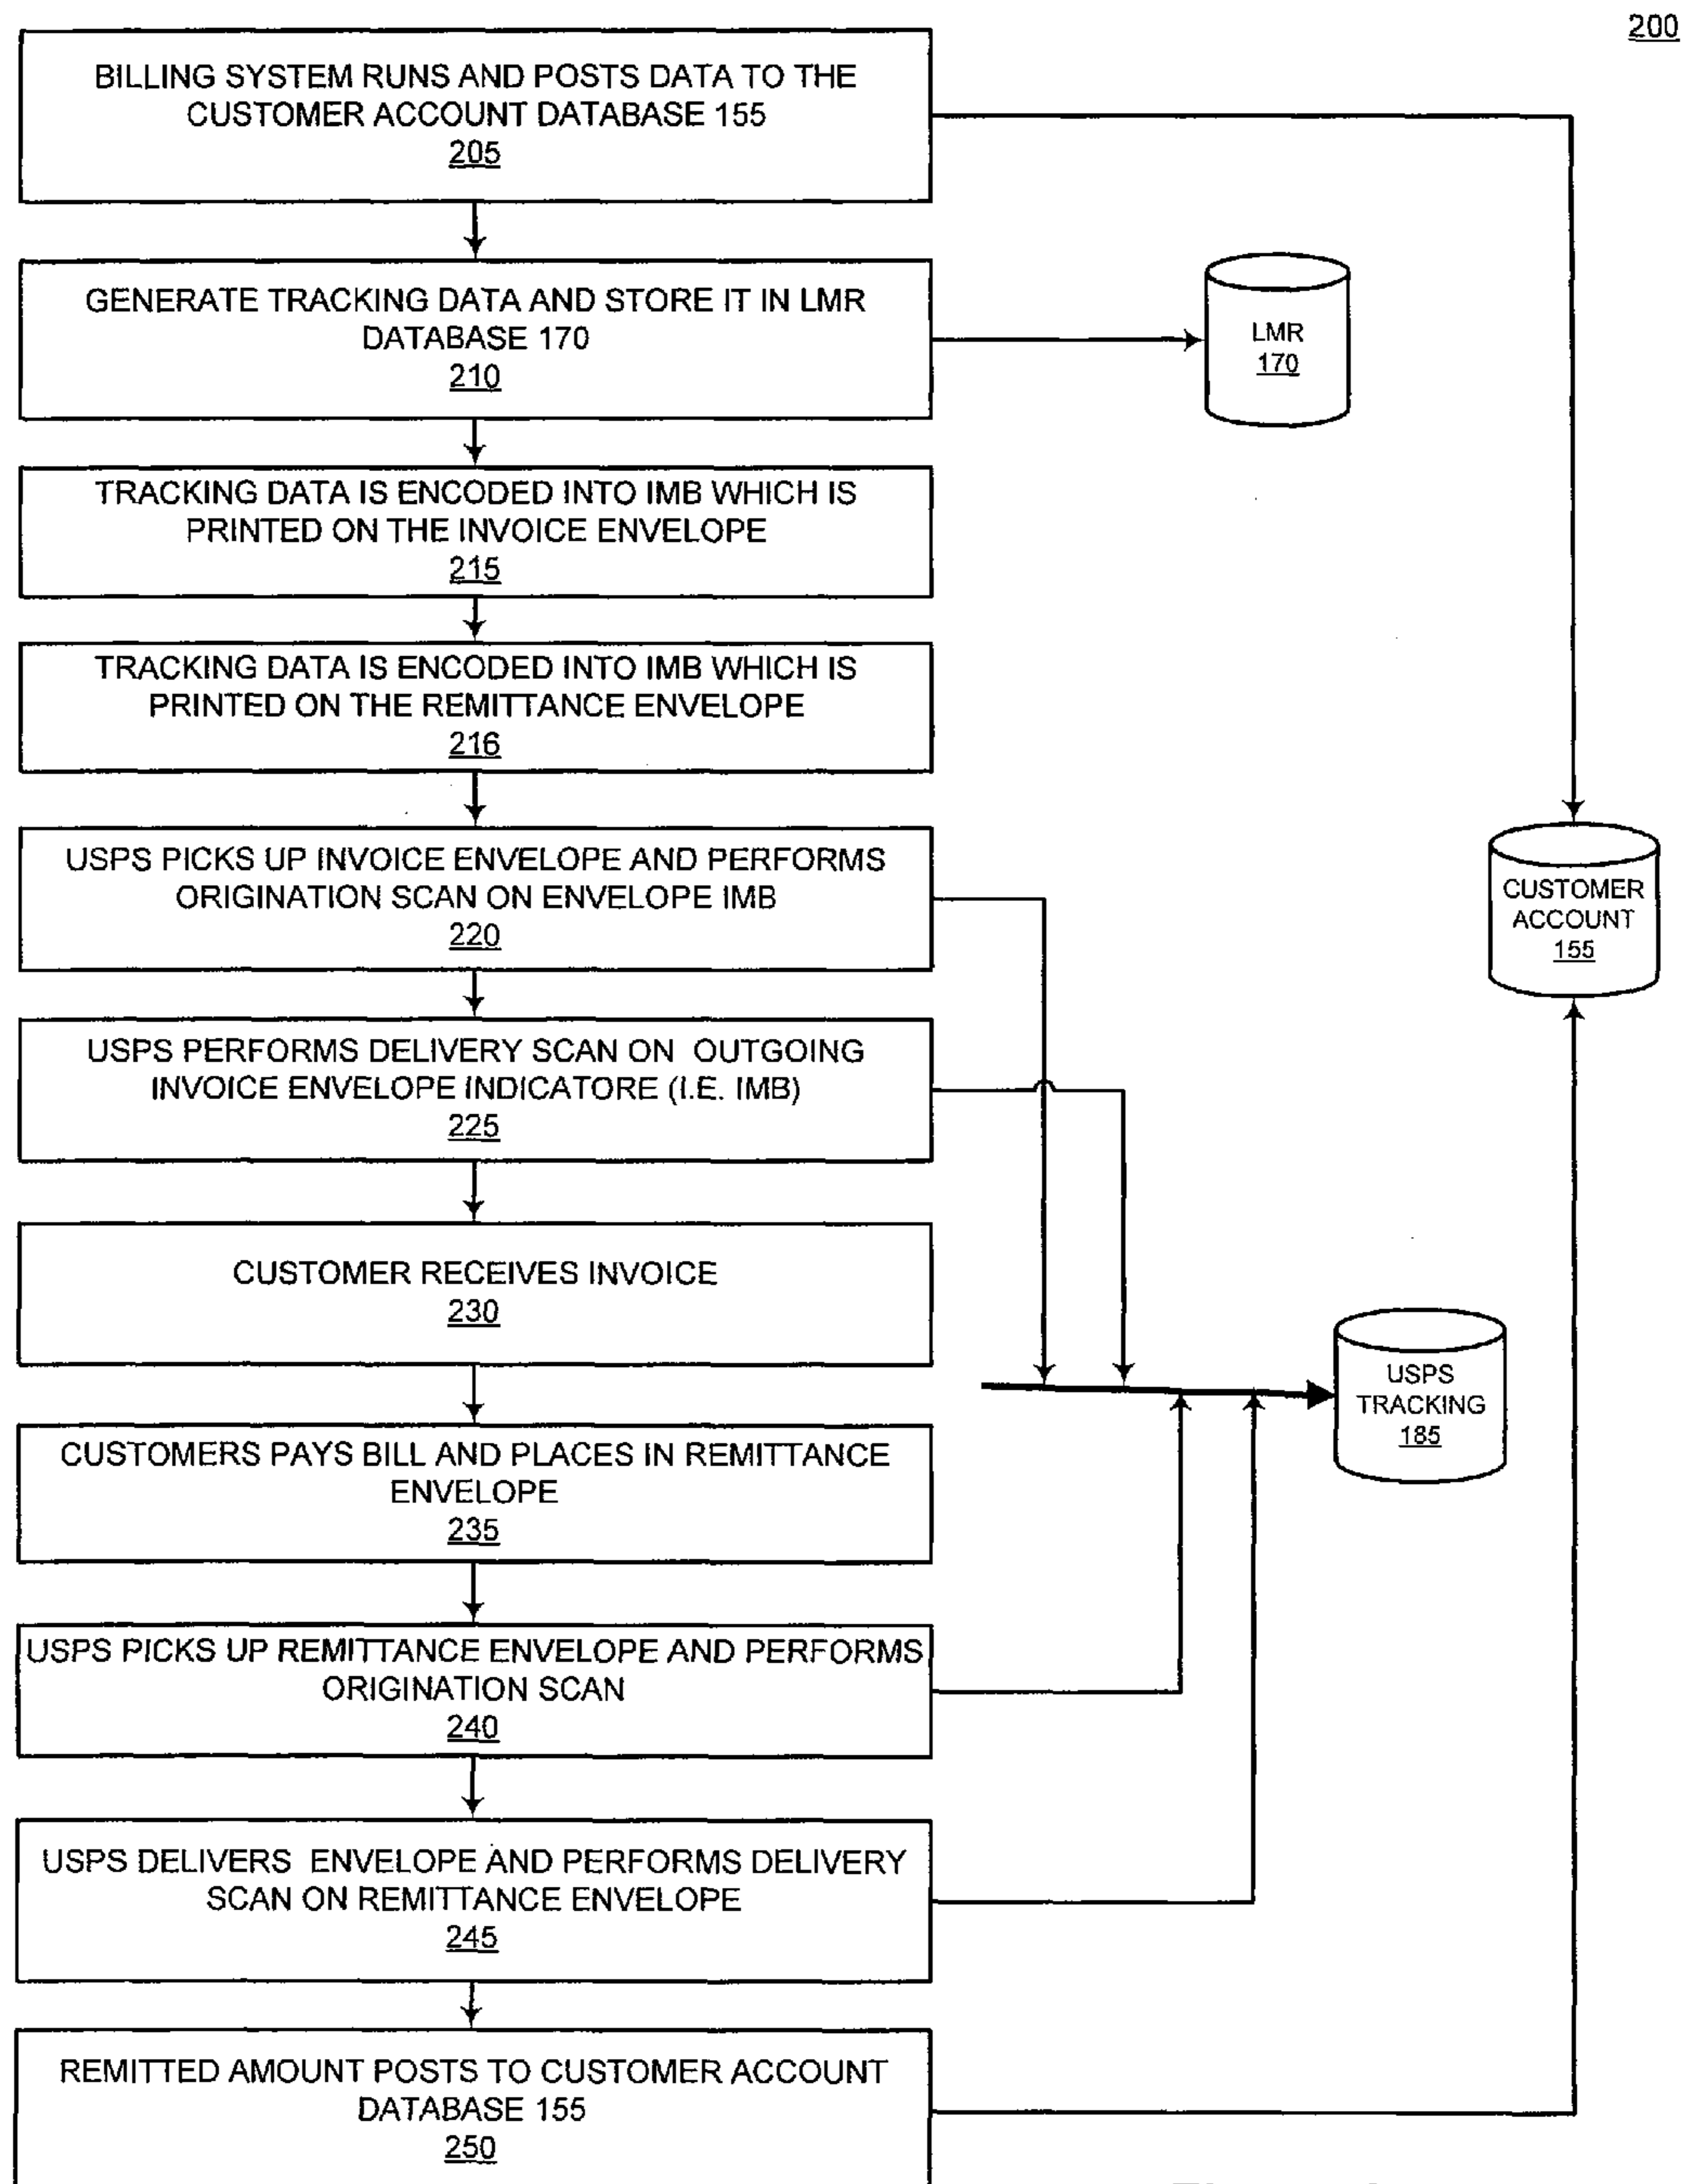 200
BILLING SYSTEM RUNS AND POSTS DATA TO THE
CUSTOMER ACCOUNT DATABASE 155
205
GENERATE TRACKING DATA AND STORE IT IN LMR
DATABASE 170
210
LMR
170
TRACKING DATA IS ENCODED INTO IMB WHICH IS
PRINTED ON THE INVOICE ENVELOPE
215
TRACKING DATA IS ENCODED INTO IMB WHICH IS
PRINTED ON THE REMITTANCE ENVELOPE
216
USPS PICKS UP INVOICE ENVELOPE AND PERFORMS
ORIGINATION SCAN ON ENVELOPE IMB
220
CUSTOMER
ACCOUNT
155
USPS PERFORMS DELIVERY SCAN ON OUTGOING
INVOICE ENVELOPE INDICATORE (I.E. IMB)
225
CUSTOMER RECEIVES INVOICE
230
USPS
TRACKING
185
CUSTOMERS PAYS BILL AND PLACES IN REMITTANCE
ENVELOPE
235
USPS PICKS UP REMITTANCE ENVELOPE AND PERFORMS
ORIGINATION SCAN
240
USPS DELIVERS ENVELOPE AND PERFORMS DELIVERY
SCAN ON REMITTANCE ENVELOPE
245
REMITTED AMOUNT POSTS TO CUSTOMER ACCOUNT
DATABASE 155
250